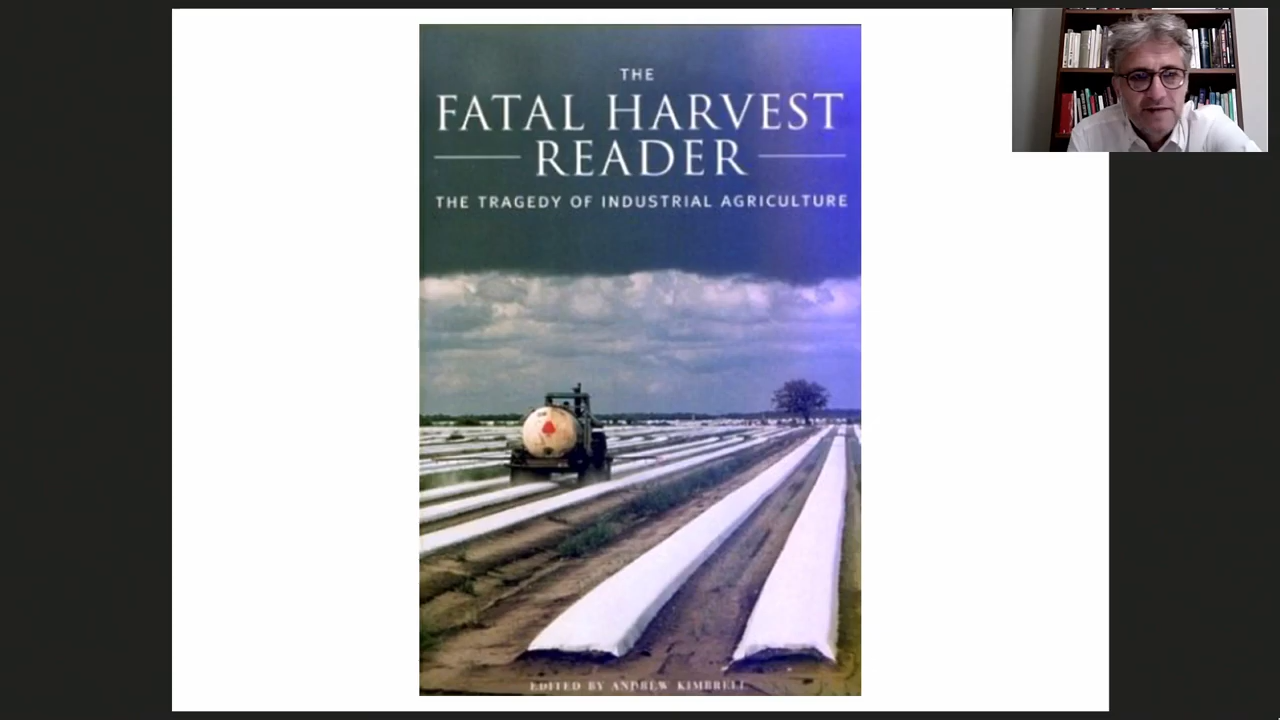 THE
FATAL HARVEST
READER
THE TRAGEDY OF INDUSTRIAL AGRICULTURE
EDITED BY ANDREW KIMBRELL